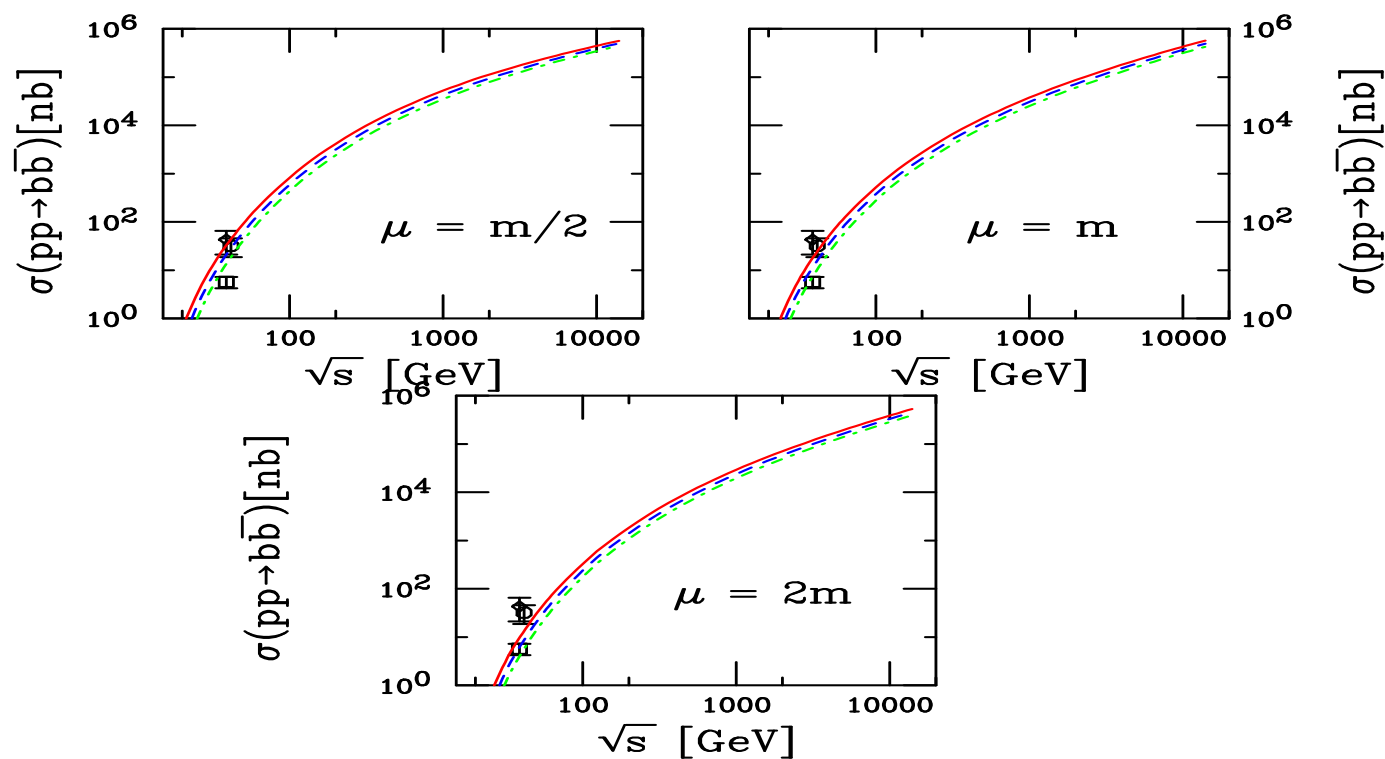 10⁶
10⁴
10²
10⁰
σ(pp→bb̅)[nb]
μ = m/2
100 1000 10000
√s [GeV]
10⁶
10⁴
10²
10⁰
σ(pp→bb̅)[nb]
μ = m
100 1000 10000
√s [GeV]
10⁶
10⁴
10²
10⁰
σ(pp→bb̅)[nb]
μ = 2m
100 1000 10000
√s [GeV]